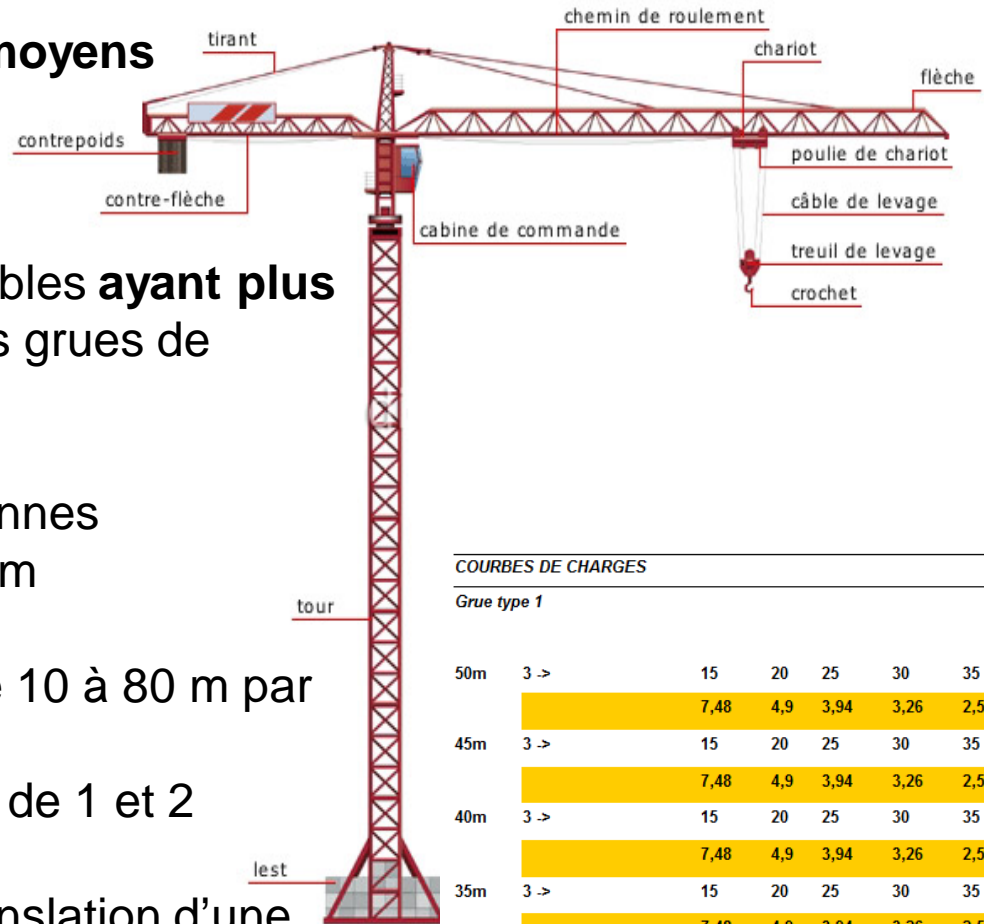 moyens
tirant
chemin de roulement
chariot
flèche
contrepoids
poulie de chariot
contre-flèche
câble de levage
cabine de commande
treuil de levage
crochet
bles ayant plus
s grues de
nnes
m
tour
10 à 80 m par
de 1 et 2
lest
nslation d'une
COURBES DE CHARGES
Grue type 1
50m 3 -> 15 20 25 30 35
7,48 4,9 3,94 3,26 2,5
45m 3 -> 15 20 25 30 35
7,48 4,9 3,94 3,26 2,5
40m 3 -> 15 20 25 30 35
7,48 4,9 3,94 3,26 2,5
35m 3 -> 15 20 25 30 35